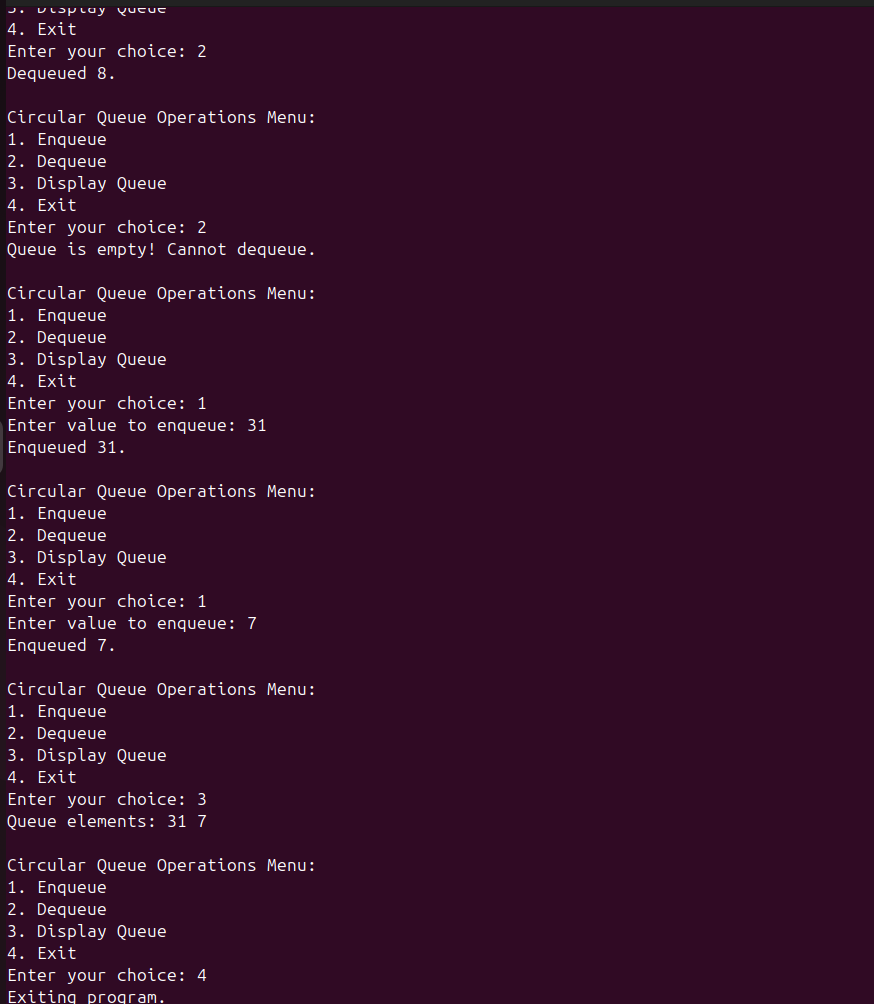 3. Display Queue
4. Exit
Enter your choice: 2
Dequeued 8.
Circular Queue Operations Menu:
1. Enqueue
2. Dequeue
3. Display Queue
4. Exit
Enter your choice: 2
Queue is empty! Cannot dequeue.
Circular Queue Operations Menu:
1. Enqueue
2. Dequeue
3. Display Queue
4. Exit
Enter your choice: 1
Enter value to enqueue: 31
Enqueued 31.
Circular Queue Operations Menu:
1. Enqueue
2. Dequeue
3. Display Queue
4. Exit
Enter your choice: 1
Enter value to enqueue: 7
Enqueued 7.
Circular Queue Operations Menu:
1. Enqueue
2. Dequeue
3. Display Queue
4. Exit
Enter your choice: 3
Queue elements: 31 7
Circular Queue Operations Menu:
1. Enqueue
2. Dequeue
3. Display Queue
4. Exit
Enter your choice: 4
Exiting program.